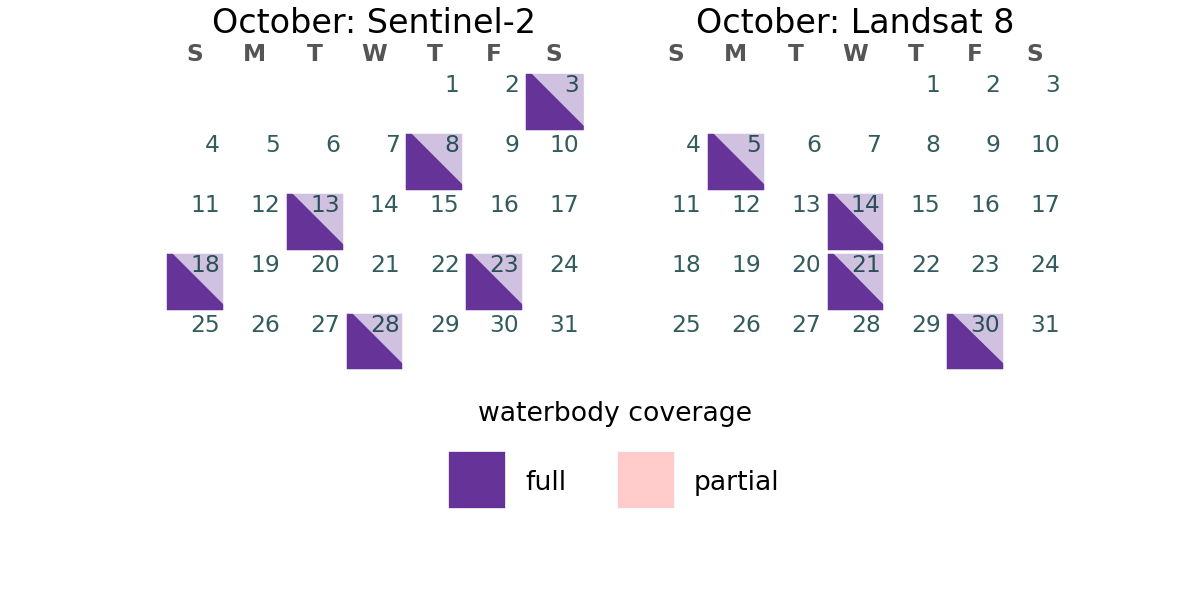 October: Sentinel-2
S M T W T F S
1 2 3
4 5 6 7 8 9 10
11 12 13 14 15 16 17
18 19 20 21 22 23 24
25 26 27 28 29 30 31
October: Landsat 8
S M T W T F S
1 2 3
4 5 6 7 8 9 10
11 12 13 14 15 16 17
18 19 20 21 22 23 24
25 26 27 28 29 30 31
waterbody coverage
full partial